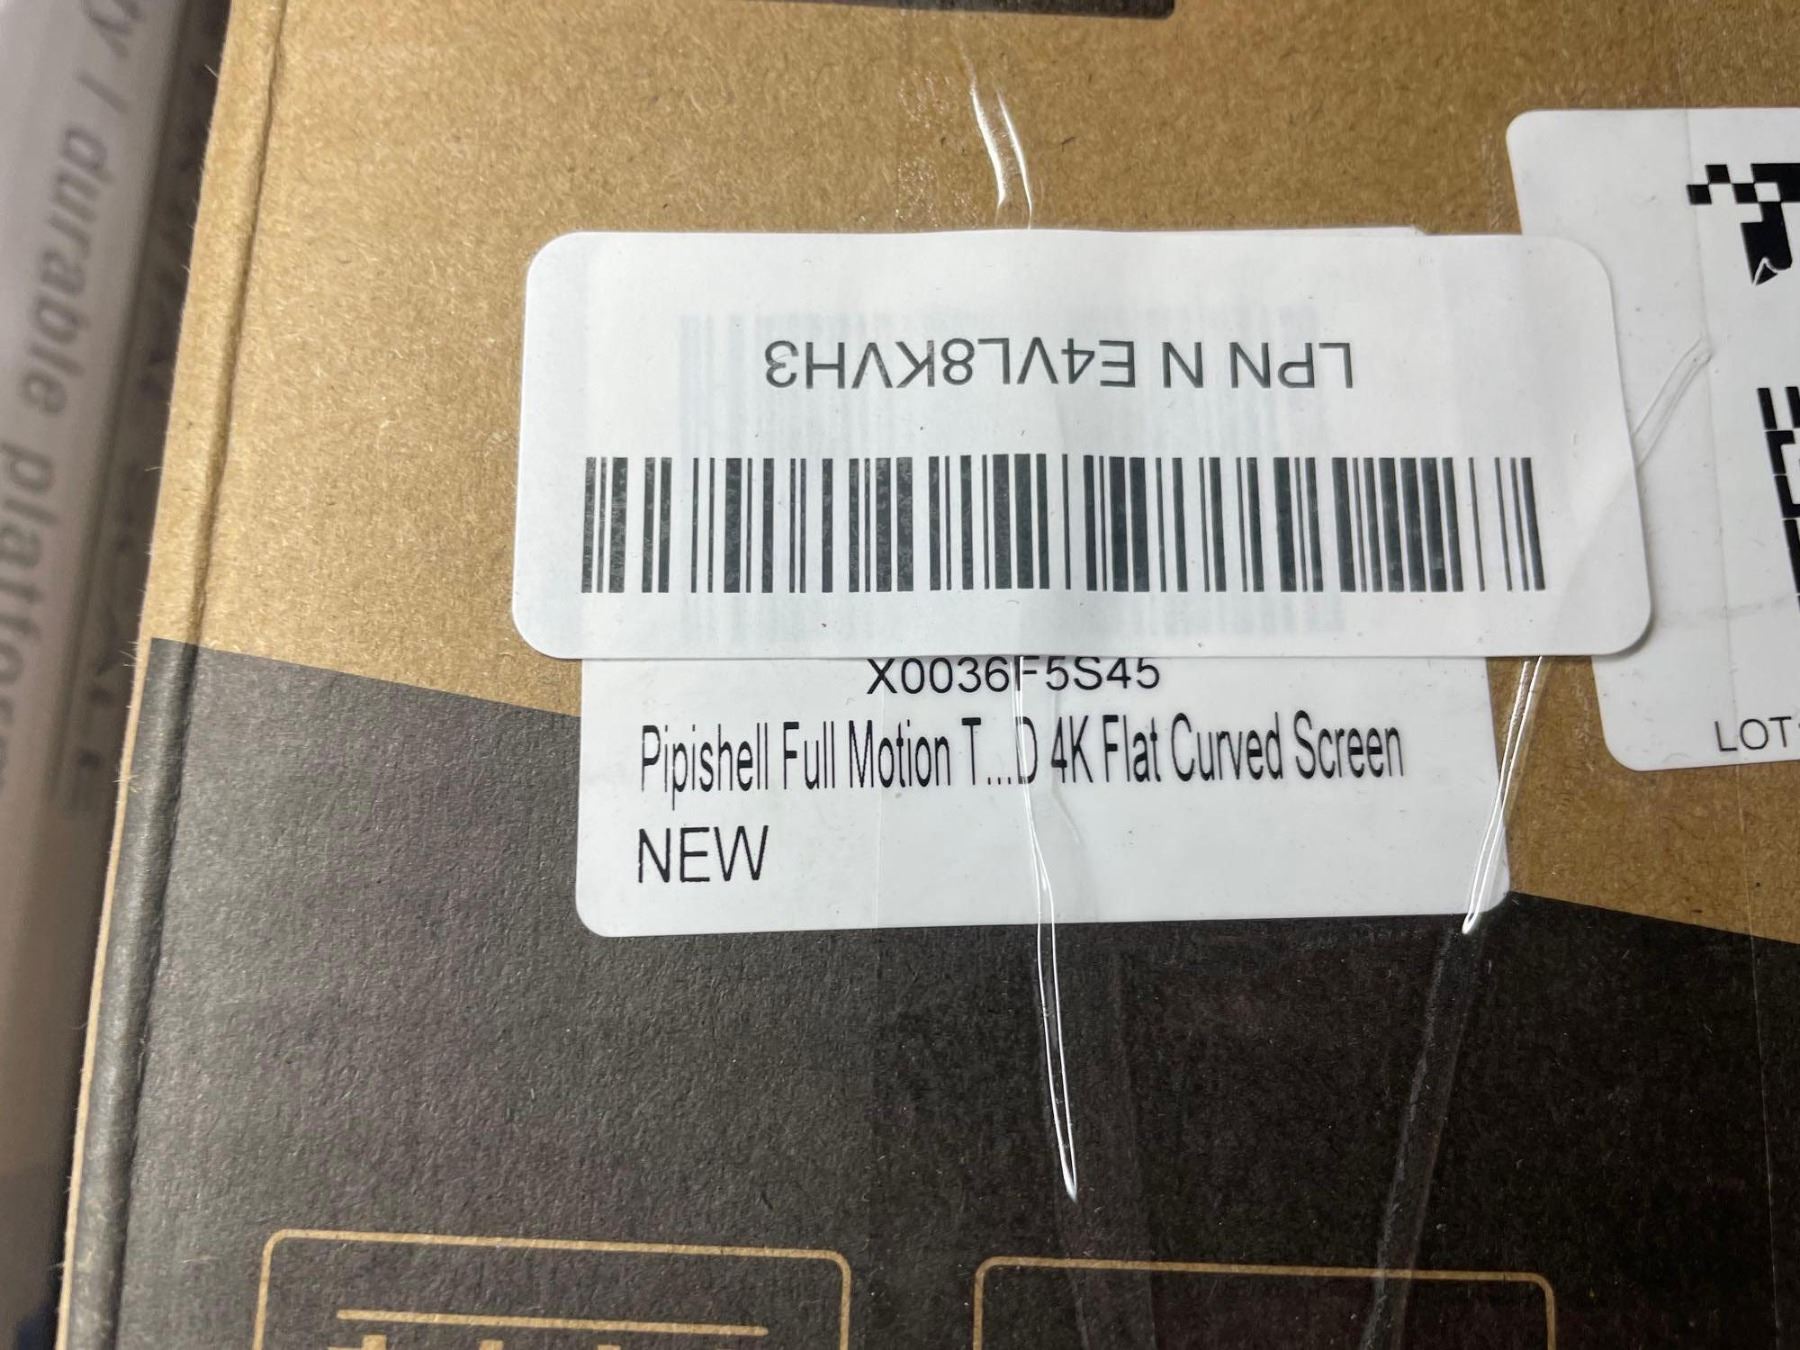 LPN N E4VL8KVH3
X0036F5S45
Pipishell Full Motion T...D 4K Flat Curved Screen
NEW
LOT
y / durable platform